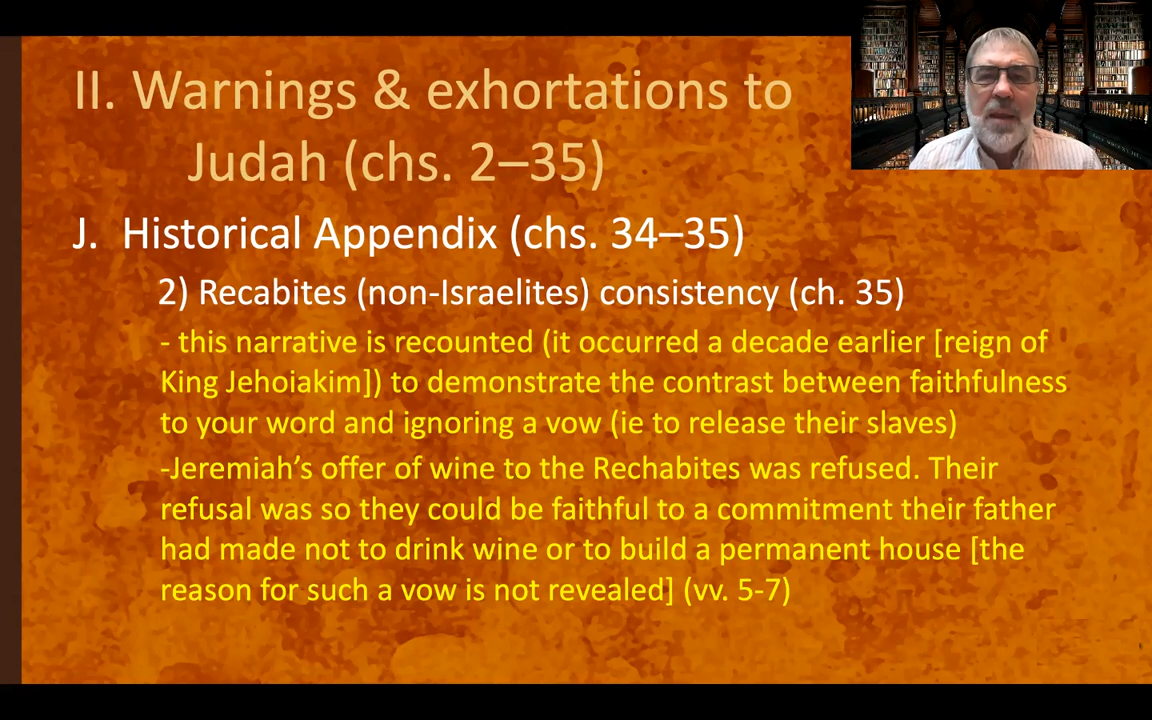 II. Warnings & exhortations to
Judah (chs. 2–35)
J. Historical Appendix (chs. 34–35)
2) Recabites (non-Israelites) consistency (ch. 35)
- this narrative is recounted (it occurred a decade earlier [reign of
King Jehoiakim]) to demonstrate the contrast between faithfulness
to your word and ignoring a vow (ie to release their slaves)
-Jeremiah’s offer of wine to the Rechabites was refused. Their
refusal was so they could be faithful to a commitment their father
had made not to drink wine or to build a permanent house [the
reason for such a vow is not revealed] (vv. 5-7)